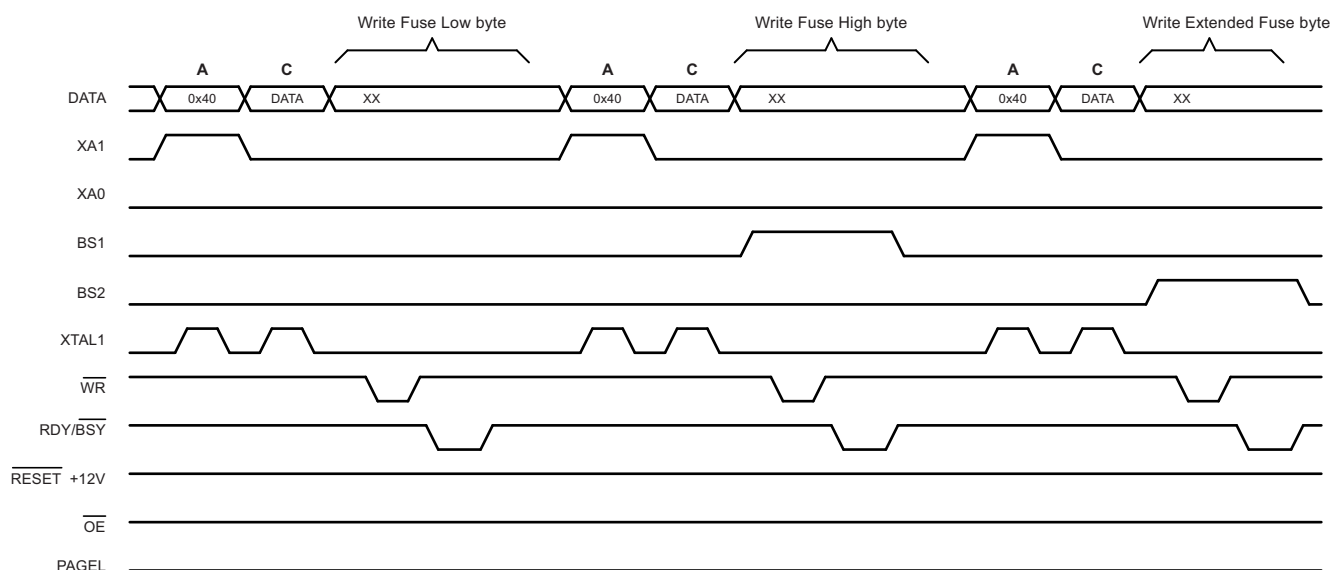 Write Fuse Low byte Write Fuse High byte Write Extended Fuse byte
A C A C A C
DATA 0x40 DATA XX 0x40 DATA XX 0x40 DATA XX
XA1
XA0
BS1
BS2
XTAL1
WR
RDY/BSY
RESET +12V
OE
PAGEL